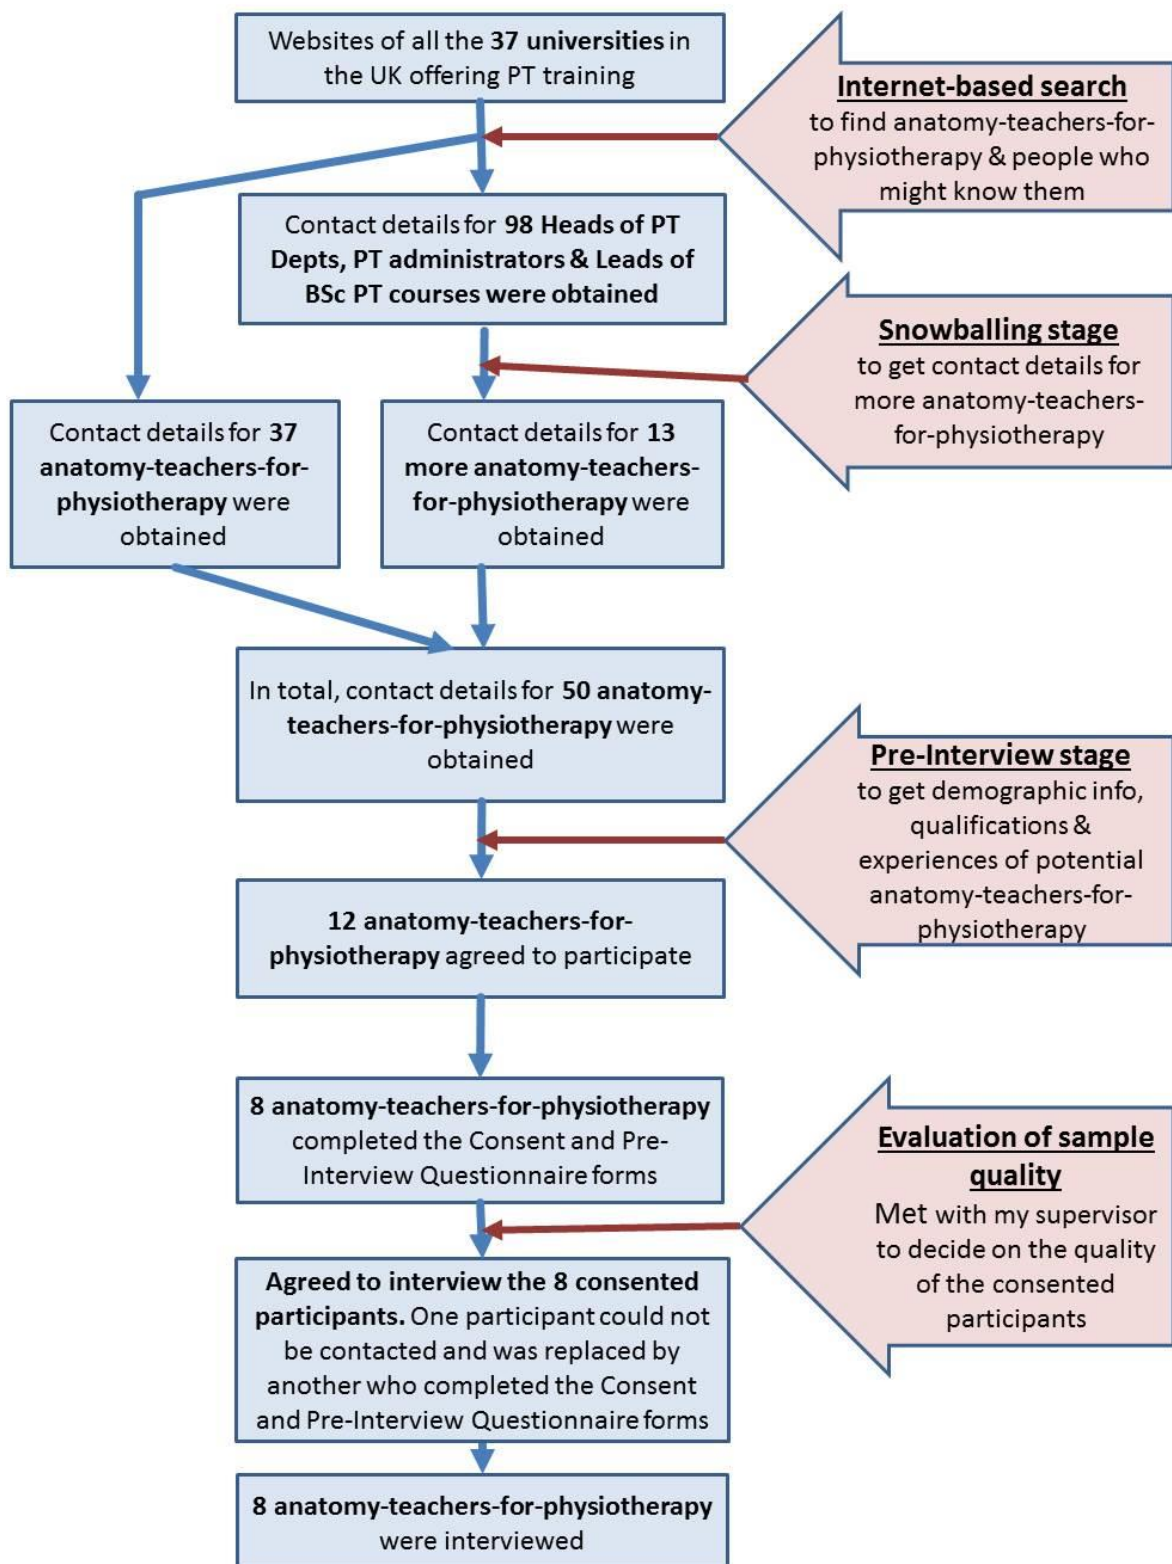 Websites of all the 37 universities in
the UK offering PT training
Internet-based search
to find anatomy-teachers-for-
physiotherapy & people who
might know them
Contact details for 98 Heads of PT
Depts, PT administrators & Leads of
BSc PT courses were obtained
Snowballing stage
to get contact details for
more anatomy-teachers-
for-physiotherapy
Contact details for 37
anatomy-teachers-for-
physiotherapy were
obtained
Contact details for 13
more anatomy-teachers-
for-physiotherapy were
obtained
In total, contact details for 50 anatomy-
teachers-for-physiotherapy were
obtained
Pre-Interview stage
to get demographic info,
qualifications &
experiences of potential
anatomy-teachers-for-
physiotherapy
12 anatomy-teachers-for-
physiotherapy agreed to participate
8 anatomy-teachers-for-physiotherapy
completed the Consent and Pre-
Interview Questionnaire forms
Evaluation of sample
quality
Met with my supervisor
to decide on the quality
of the consented
participants
Agreed to interview the 8 consented
participants. One participant could not
be contacted and was replaced by
another who completed the Consent
and Pre-Interview Questionnaire forms
8 anatomy-teachers-for-physiotherapy
were interviewed